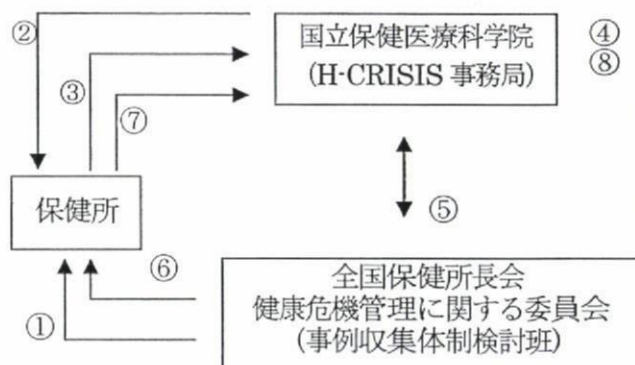 ②
国立保健医療科学院
(H-CRISIS 事務局)
④
⑧
③
⑦
保健所
⑤
⑥
①
全国保健所長会
健康危機管理に関する委員会
(事例収集体制検討班)